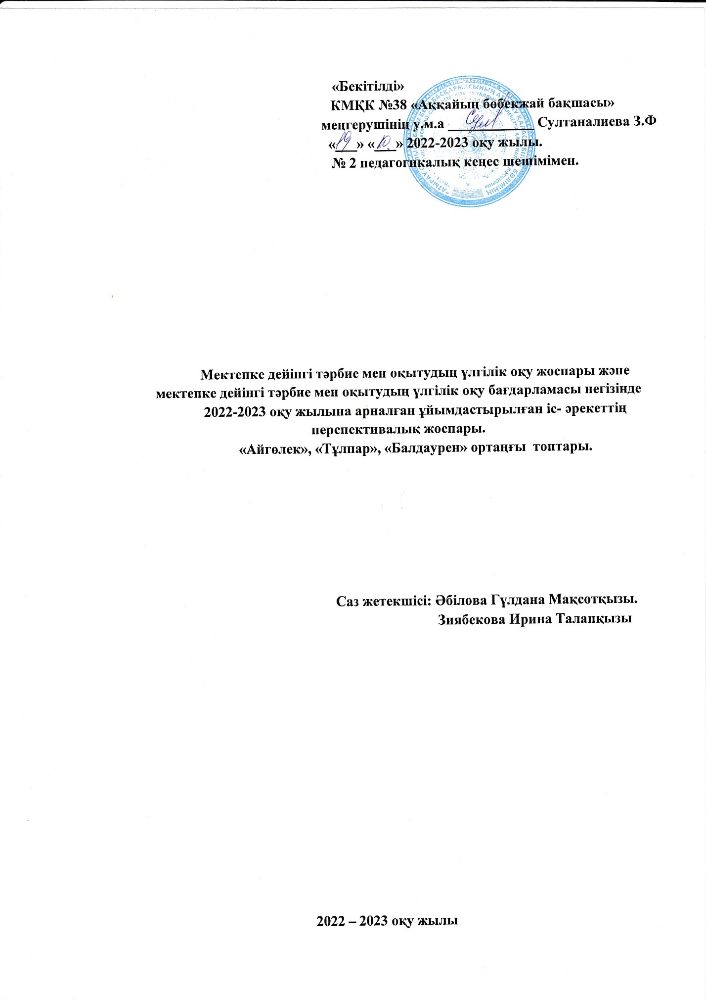 «Бекітілді»
КМҚК №38 «Аққайың бөбекжай бақшасы»
меңгерушінің у.м.а ____________ Султаналиева З.Ф
«19» «10» 2022-2023 оқу жылы.
№ 2 педагогикалық кеңес шешімімен.
Мектепке дейінгі тәрбие мен оқытудың үлгілік оқу жоспары және
мектепке дейінгі тәрбие мен оқытудың үлгілік оқу бағдарламасы негізінде
2022-2023 оқу жылына арналған ұйымдастырылған іс- әрекеттің
перспективалық жоспары.
«Айгөлек», «Тұлпар», «Балдаурен» ортаңғы топтары.
Саз жетекшісі: Әбілова Гүлдана Мақсотқызы.
Зиябекова Ирина Талапқызы
2022 – 2023 оқу жылы